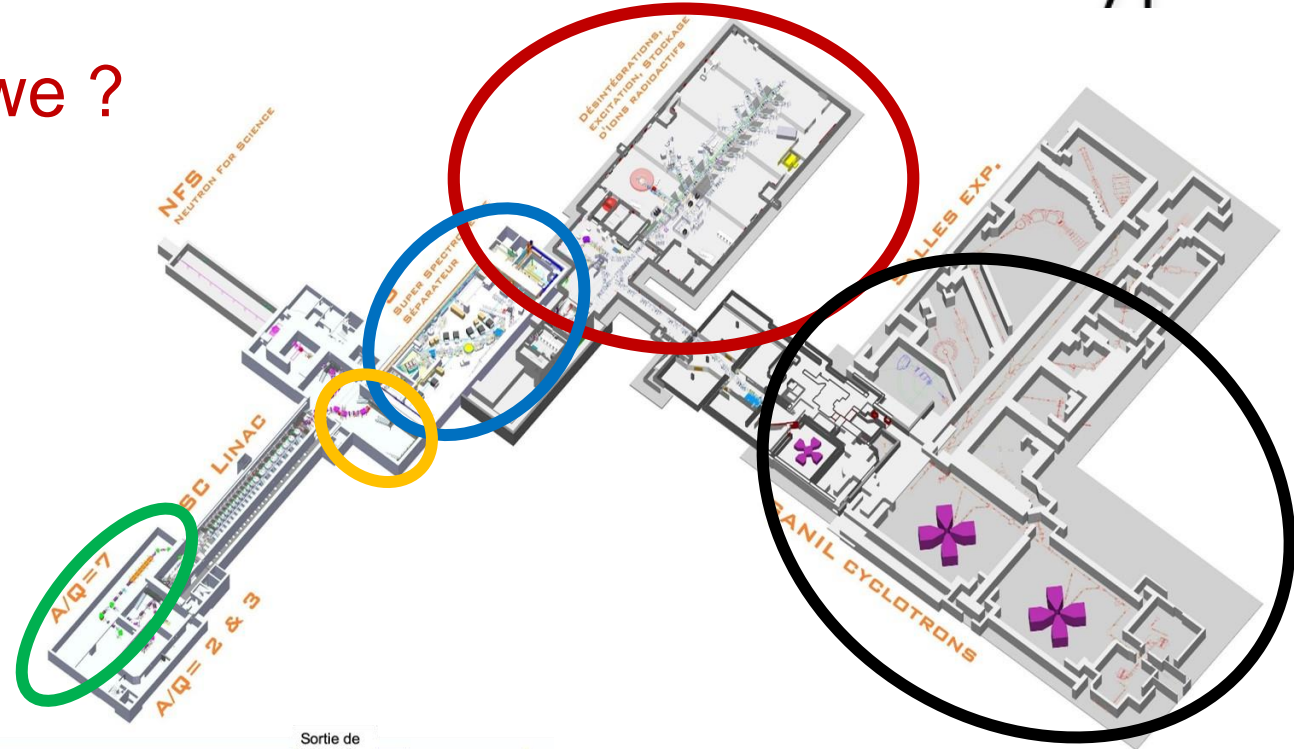 we ?
DÉSINTÉGRATIONS,
EXCITATION, STOCKAGE
D'IONS RADIOACTIFS
NFS
NEUTRON FOR SCIENCE
SUPER SPECTRO
SÉPARATEUR
LLES EXP.
SC LINAC
A/Q=7
A/Q= 2 & 3
GANIL CYCLOTRONS
Sortie de